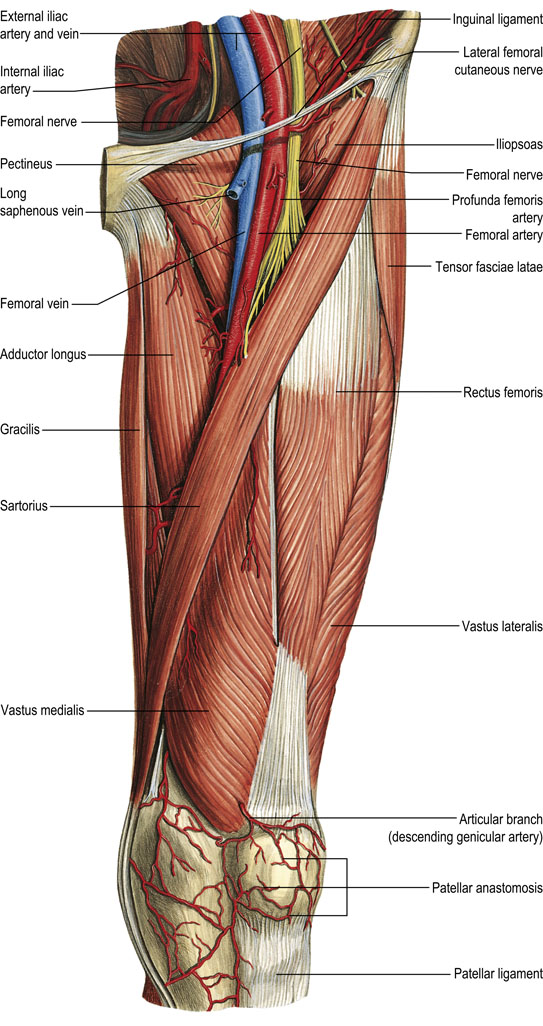 External iliac
artery and vein
Internal iliac
artery
Femoral nerve
Pectineus
Long
saphenous vein
Femoral vein
Adductor longus
Gracilis
Sartorius
Vastus medialis
Inguinal ligament
Lateral femoral
cutaneous nerve
Iliopsoas
Femoral nerve
Profunda femoris
artery
Femoral artery
Tensor fasciae latae
Rectus femoris
Vastus lateralis
Articular branch
(descending genicular artery)
Patellar anastomosis
Patellar ligament